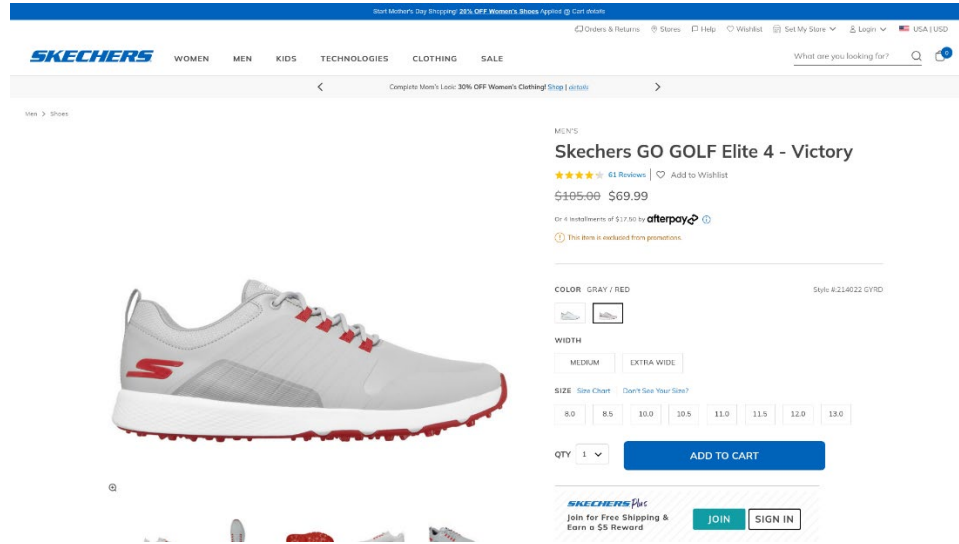 Start Mother's Day Shopping! 20% OFF Women's Shoes Applied @ Cart details
Orders & Returns Stores Help Wishlist Set My Store Login USA | USD
SKECHERS WOMEN MEN KIDS TECHNOLOGIES CLOTHING SALE What are you looking for? 0
Complete Mom's Look: 30% OFF Women's Clothing! Shop | details
Men > Shoes
MEN'S
Skechers GO GOLF Elite 4 - Victory
61 Reviews Add to Wishlist
$105.00 $69.99
Or 4 installments of $17.50 by afterpay
This item is excluded from promotions.
COLOR GRAY / RED Style #:214022 GYRD
WIDTH
MEDIUM EXTRA WIDE
SIZE Size Chart Don't See Your Size?
8.0 8.5 10.0 10.5 11.0 11.5 12.0 13.0
QTY 1 ADD TO CART
SKECHERS Plus
Join for Free Shipping &
Earn a $5 Reward
JOIN SIGN IN